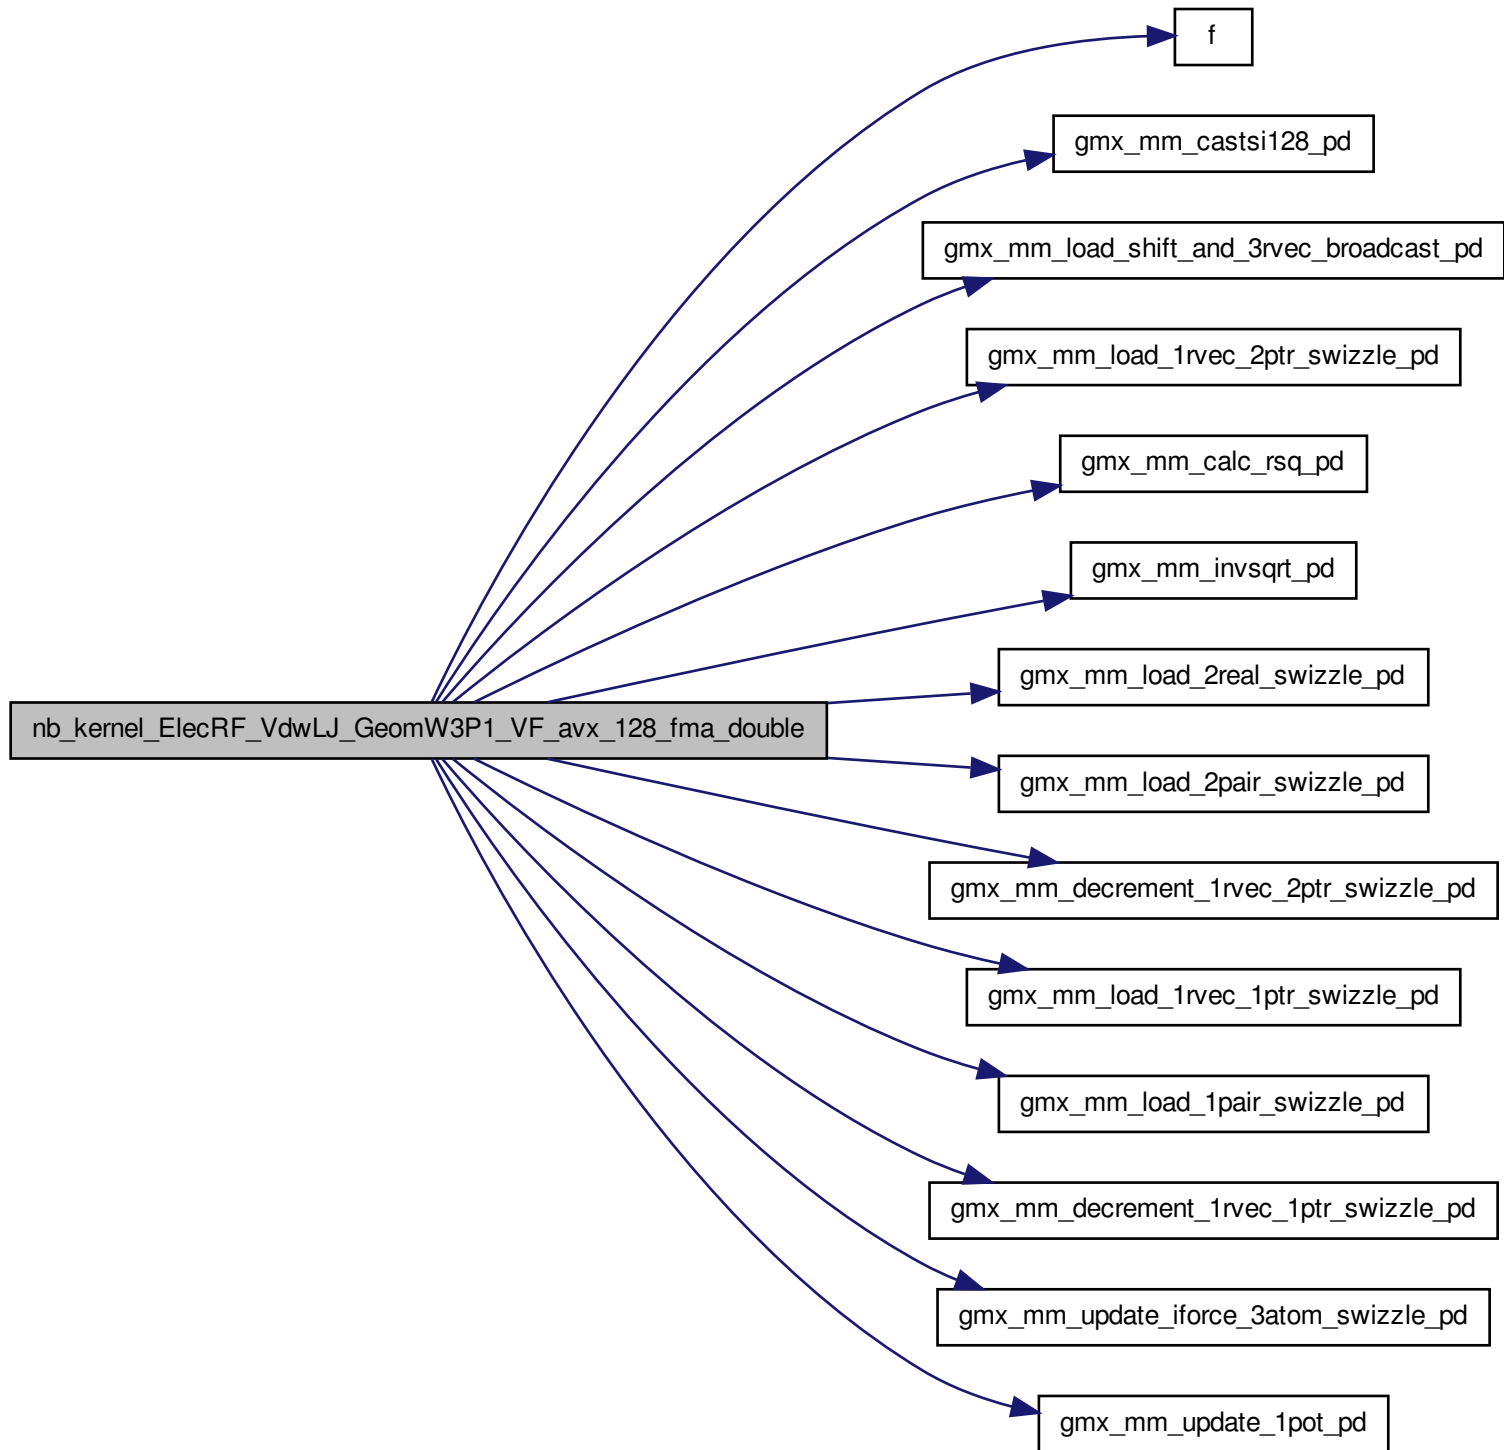 f
gmx_mm_castsi128_pd
gmx_mm_load_shift_and_3rvec_broadcast_pd
gmx_mm_load_1rvec_2ptr_swizzle_pd
gmx_mm_calc_rsq_pd
gmx_mm_invsqrt_pd
gmx_mm_load_2real_swizzle_pd
nb_kernel_ElecRF_VdwLJ_GeomW3P1_VF_avx_128_fma_double
gmx_mm_load_2pair_swizzle_pd
gmx_mm_decrement_1rvec_2ptr_swizzle_pd
gmx_mm_load_1rvec_1ptr_swizzle_pd
gmx_mm_load_1pair_swizzle_pd
gmx_mm_decrement_1rvec_1ptr_swizzle_pd
gmx_mm_update_iforce_3atom_swizzle_pd
gmx_mm_update_1pot_pd